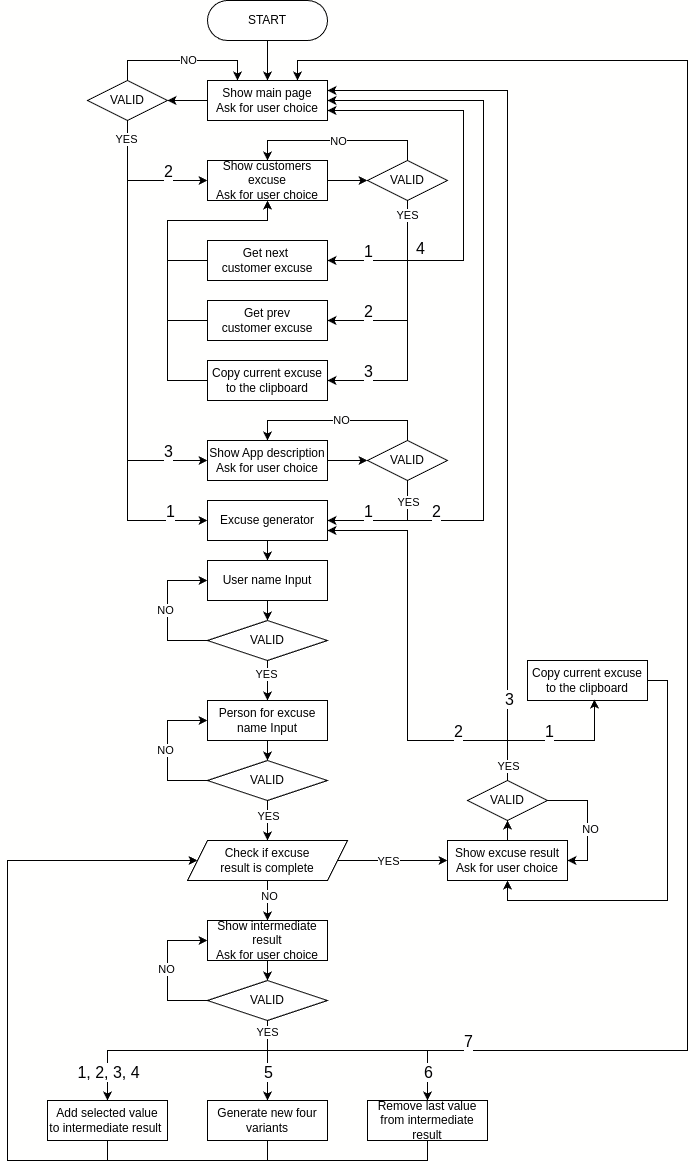 START
NO
Show main page
Ask for user choice
VALID
YES
NO
2
Show customers
excuse
Ask for user choice
VALID
YES
1
4
Get next
customer excuse
2
Get prev
customer excuse
3
Copy current excuse
to the clipboard
NO
3
Show App description
Ask for user choice
VALID
YES
1
Excuse generator
1
2
User name Input
NO
VALID
YES
Copy current excuse
to the clipboard
3
Person for excuse
name Input
2
1
NO
VALID
YES
YES
VALID
NO
Check if excuse
result is complete
YES
Show excuse result
Ask for user choice
NO
Show intermediate
result
Ask for user choice
NO
VALID
YES
7
1, 2, 3, 4
5
6
Add selected value
to intermediate result
Generate new four
variants
Remove last value
from intermediate
result